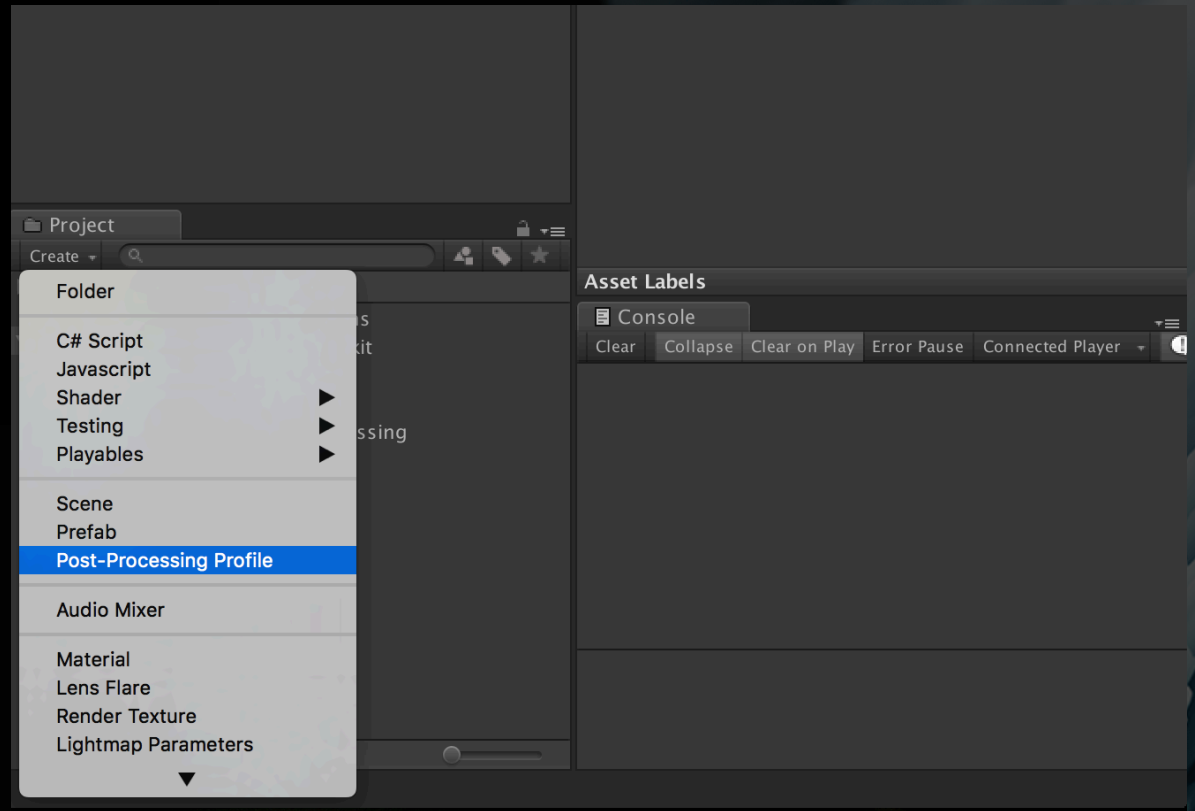 Project
Create
Folder
C# Script
Javascript
Shader
Testing
Playables
Scene
Prefab
Post-Processing Profile
Audio Mixer
Material
Lens Flare
Render Texture
Lightmap Parameters
Asset Labels
Console
Clear Collapse Clear on Play Error Pause Connected Player